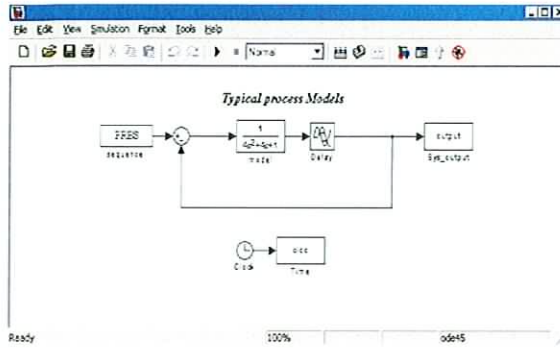 File Edit View Simulation Format Tools Help
Normal
Typical process Models
PRBS
sequence
1
4s²+4s+1
model
Delay
output
Sys_output
Clock
Time
Ready 100% ode45